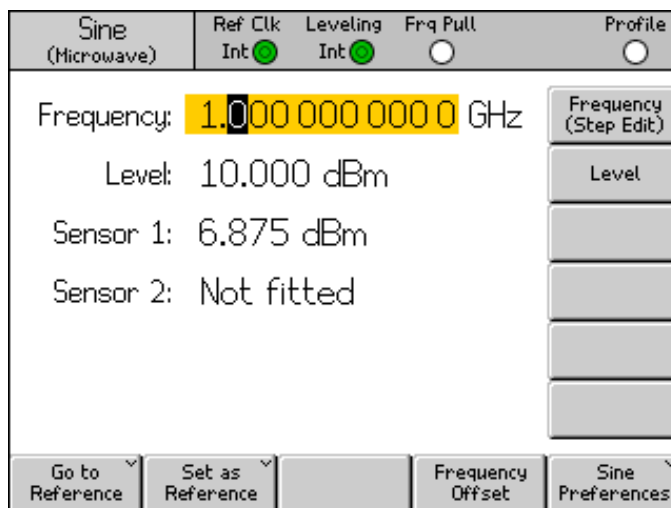 Sine
(Microwave)
Ref Clk Leveling Frq Pull Profile
Int Int
Frequency: 1.000 000 000 0 GHz
Level: 10.000 dBm
Sensor 1: 6.875 dBm
Sensor 2: Not fitted
Frequency
(Step Edit)
Level
Go to
Reference
Set as
Reference
Frequency
Offset
Sine
Preferences